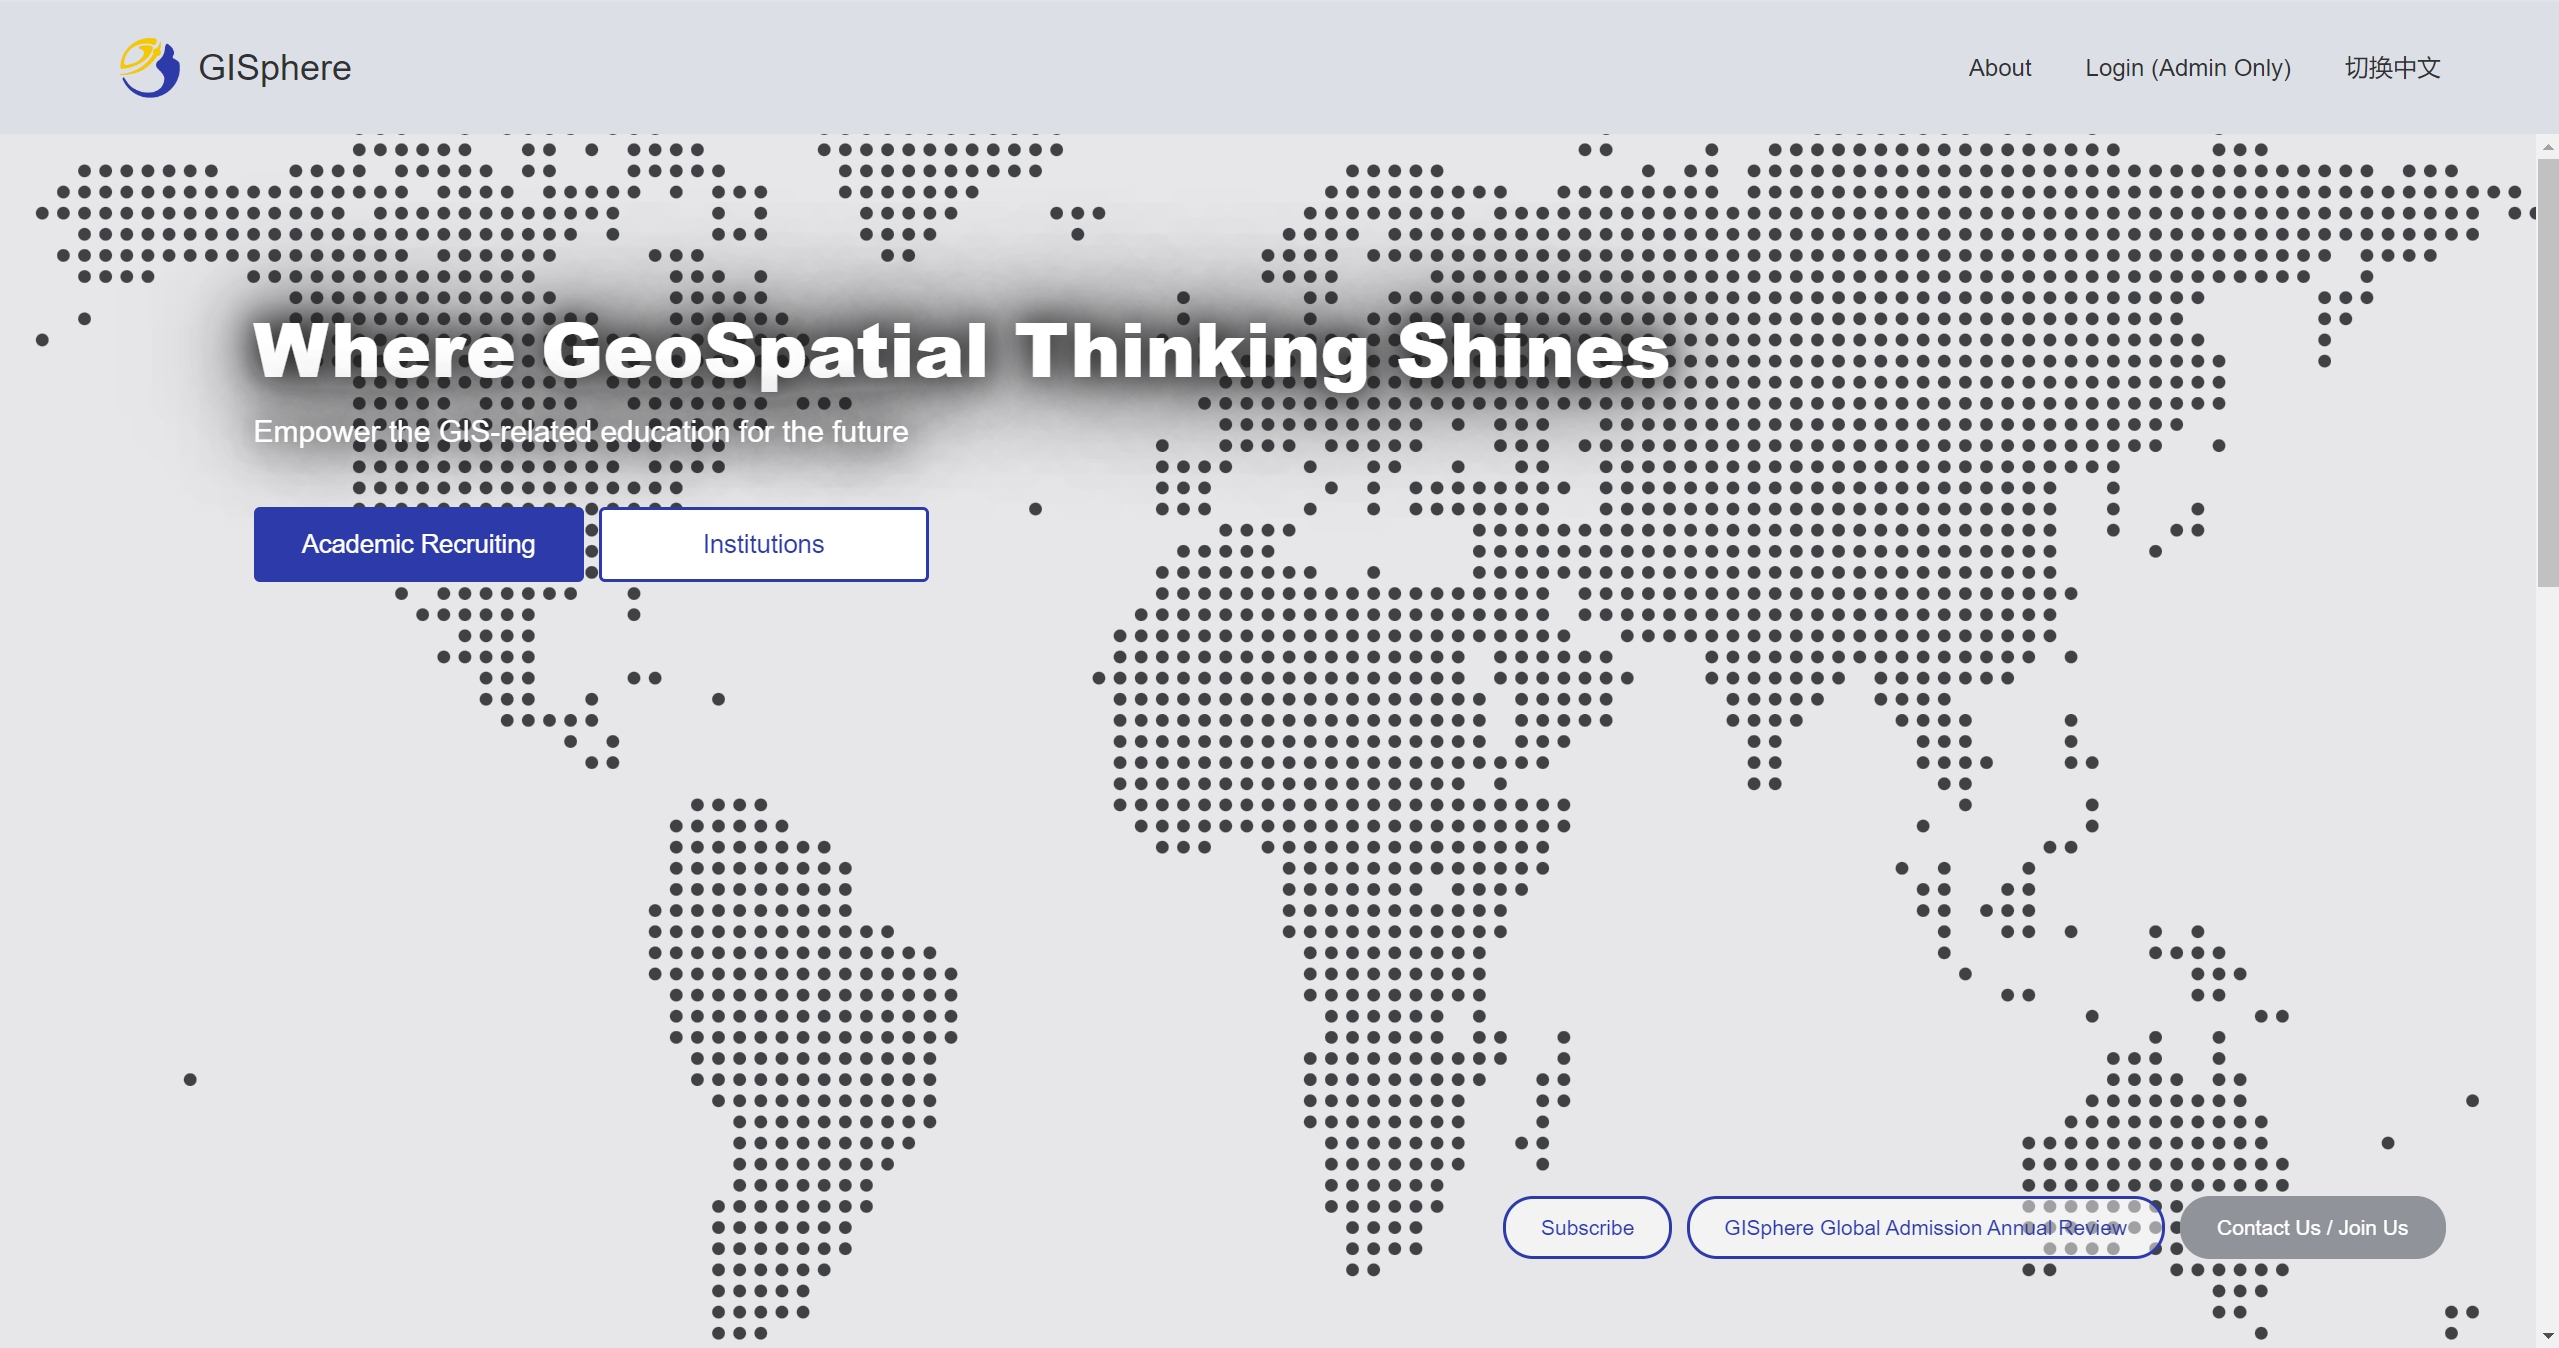 GISphere
About
Login (Admin Only)
切换中文
Where GeoSpatial Thinking Shines
Empower the GIS-related education for the future
Academic Recruiting
Institutions
Subscribe
GISphere Global Admission Annual Review
Contact Us / Join Us